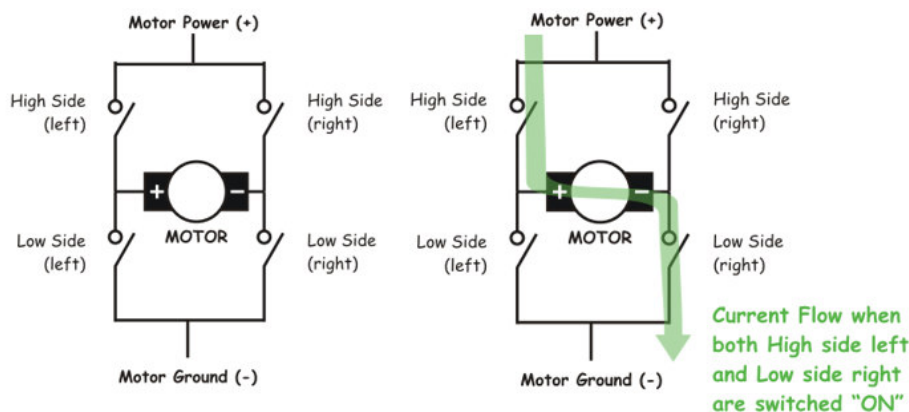 Motor Power (+)
High Side
(left)
High Side
(right)
+
−
MOTOR
Low Side
(left)
Low Side
(right)
Motor Ground (-)
Motor Power (+)
High Side
(left)
High Side
(right)
+
−
MOTOR
Low Side
(left)
Low Side
(right)
Motor Ground (-)
Current Flow when
both High side left
and Low side right
are switched “ON”